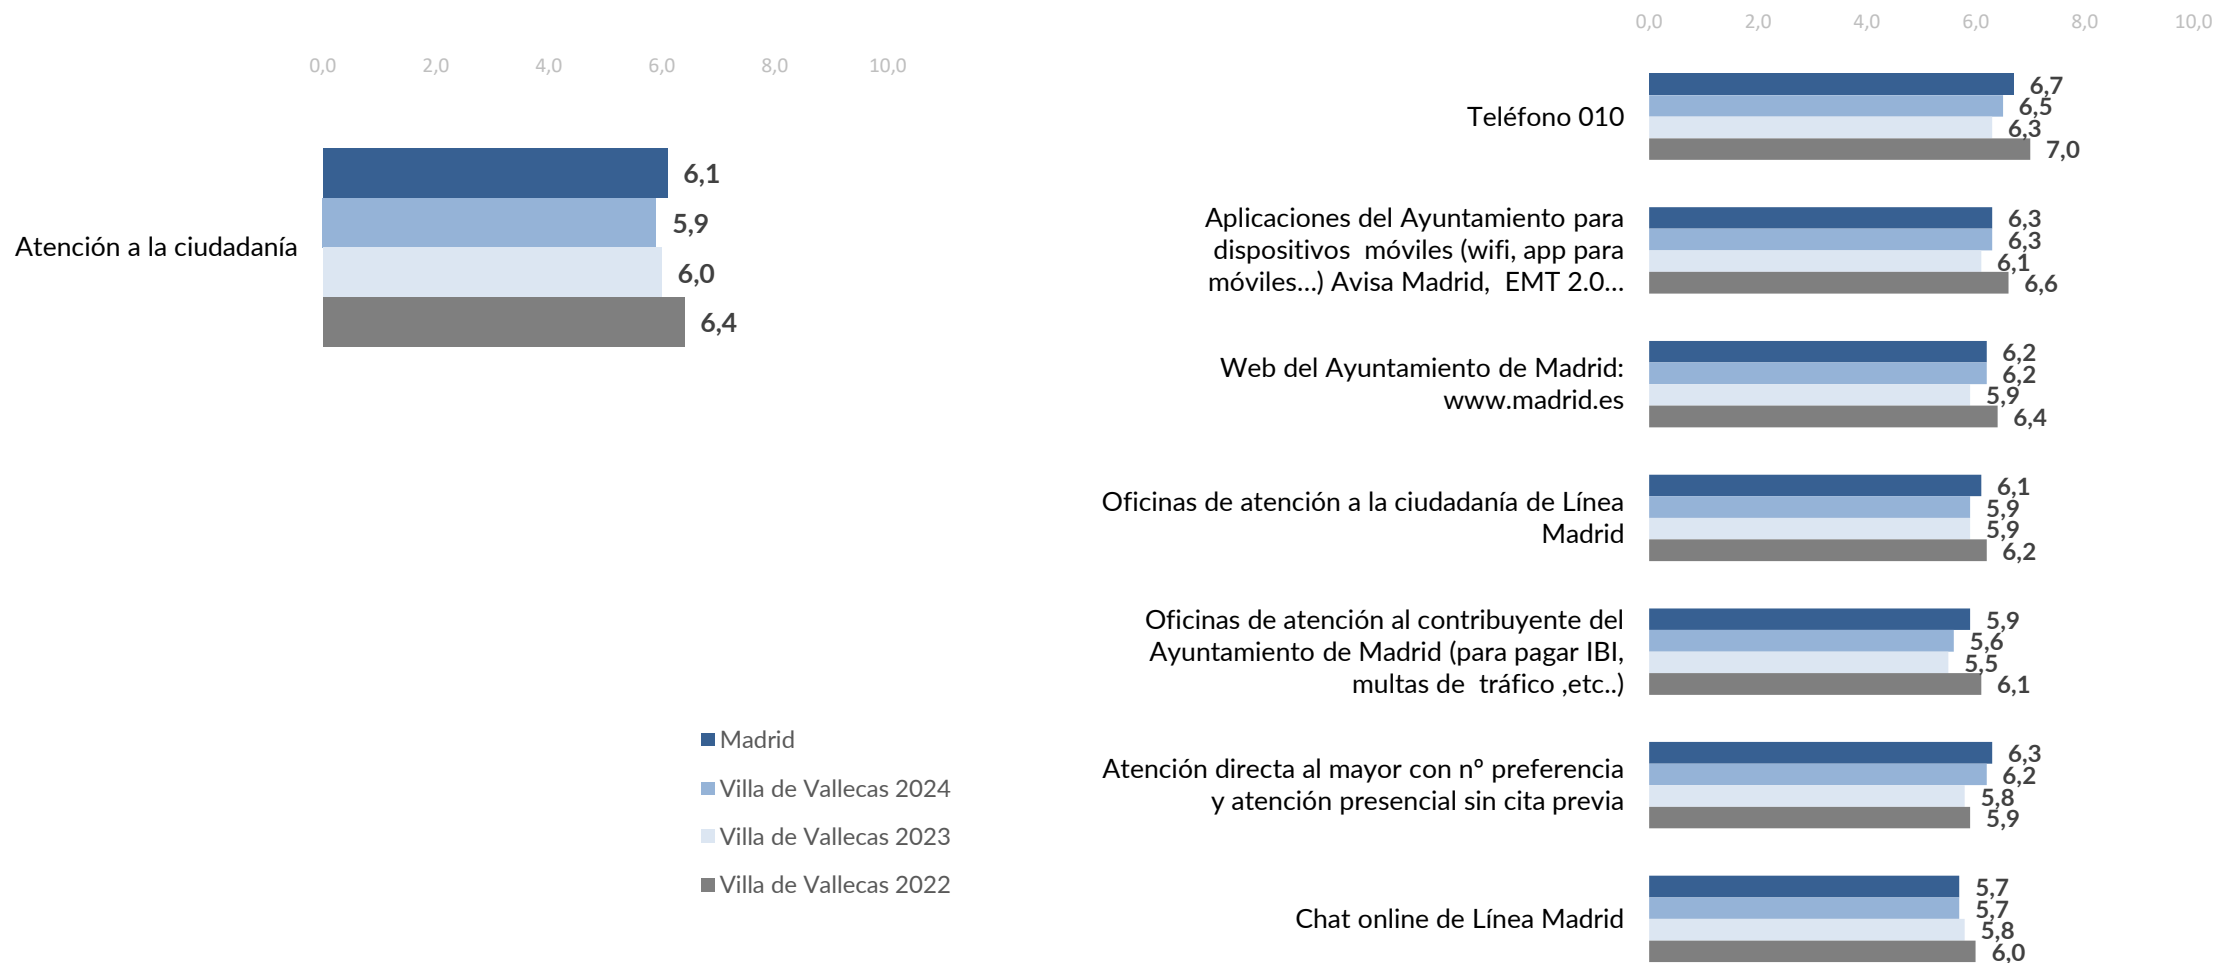 0,0 2,0 4,0 6,0 8,0 10,0
Atención a la ciudadanía
6,1
5,9
6,0
6,4
Madrid
Villa de Vallecas 2024
Villa de Vallecas 2023
Villa de Vallecas 2022
0,0 2,0 4,0 6,0 8,0 10,0
Teléfono 010
6,7
6,5
6,3
7,0
Aplicaciones del Ayuntamiento para
dispositivos móviles (wifi, app para
móviles...) Avisa Madrid, EMT 2.0...
6,3
6,3
6,1
6,6
Web del Ayuntamiento de Madrid:
www.madrid.es
6,2
6,2
5,9
6,4
Oficinas de atención a la ciudadanía de Línea
Madrid
6,1
5,9
5,9
6,2
Oficinas de atención al contribuyente del
Ayuntamiento de Madrid (para pagar IBI,
multas de tráfico ,etc..)
5,9
5,6
5,5
6,1
Atención directa al mayor con nº preferencia
y atención presencial sin cita previa
6,3
6,2
5,8
5,9
Chat online de Línea Madrid
5,7
5,7
5,8
6,0